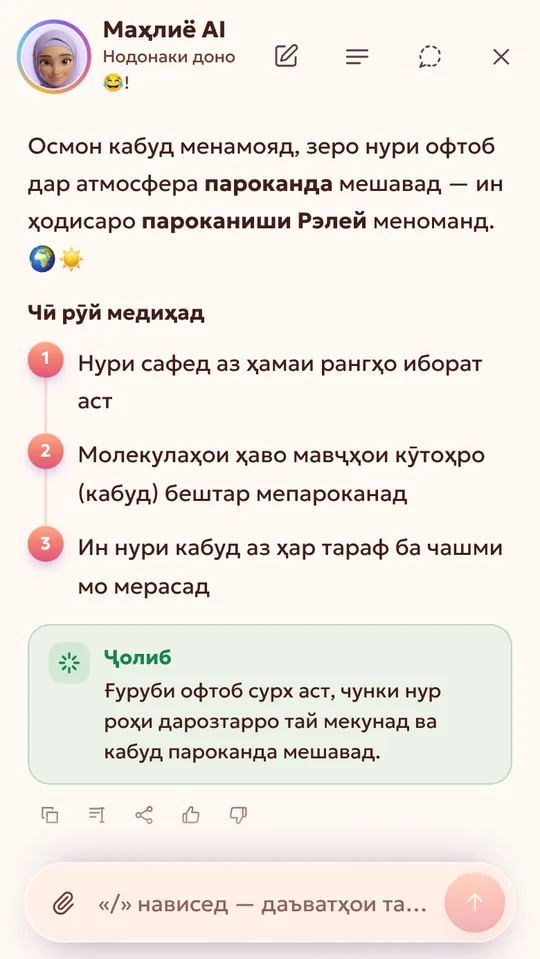 Маҳлиё AI
Нодонаки доно
😂!
Осмон кабуд менамояд, зеро нури офтоб
дар атмосфера пароканда мешавад — ин
ҳодисаро пароканиши Рэлей меноманд.
🌍☀️
Чӣ рӯй медиҳад
1 Нури сафед аз ҳамаи рангҳо иборат
аст
2 Молекулаҳои ҳаво мавҷҳои кӯтоҳро
(кабуд) бештар мепароканад
3 Ин нури кабуд аз ҳар тараф ба чашми
мо мерасад
Ҷолиб
Ғуруби офтоб сурх аст, чунки нур
роҳи дарозтарро тай мекунад ва
кабуд пароканда мешавад.
«/» нависед — даъватҳои та...